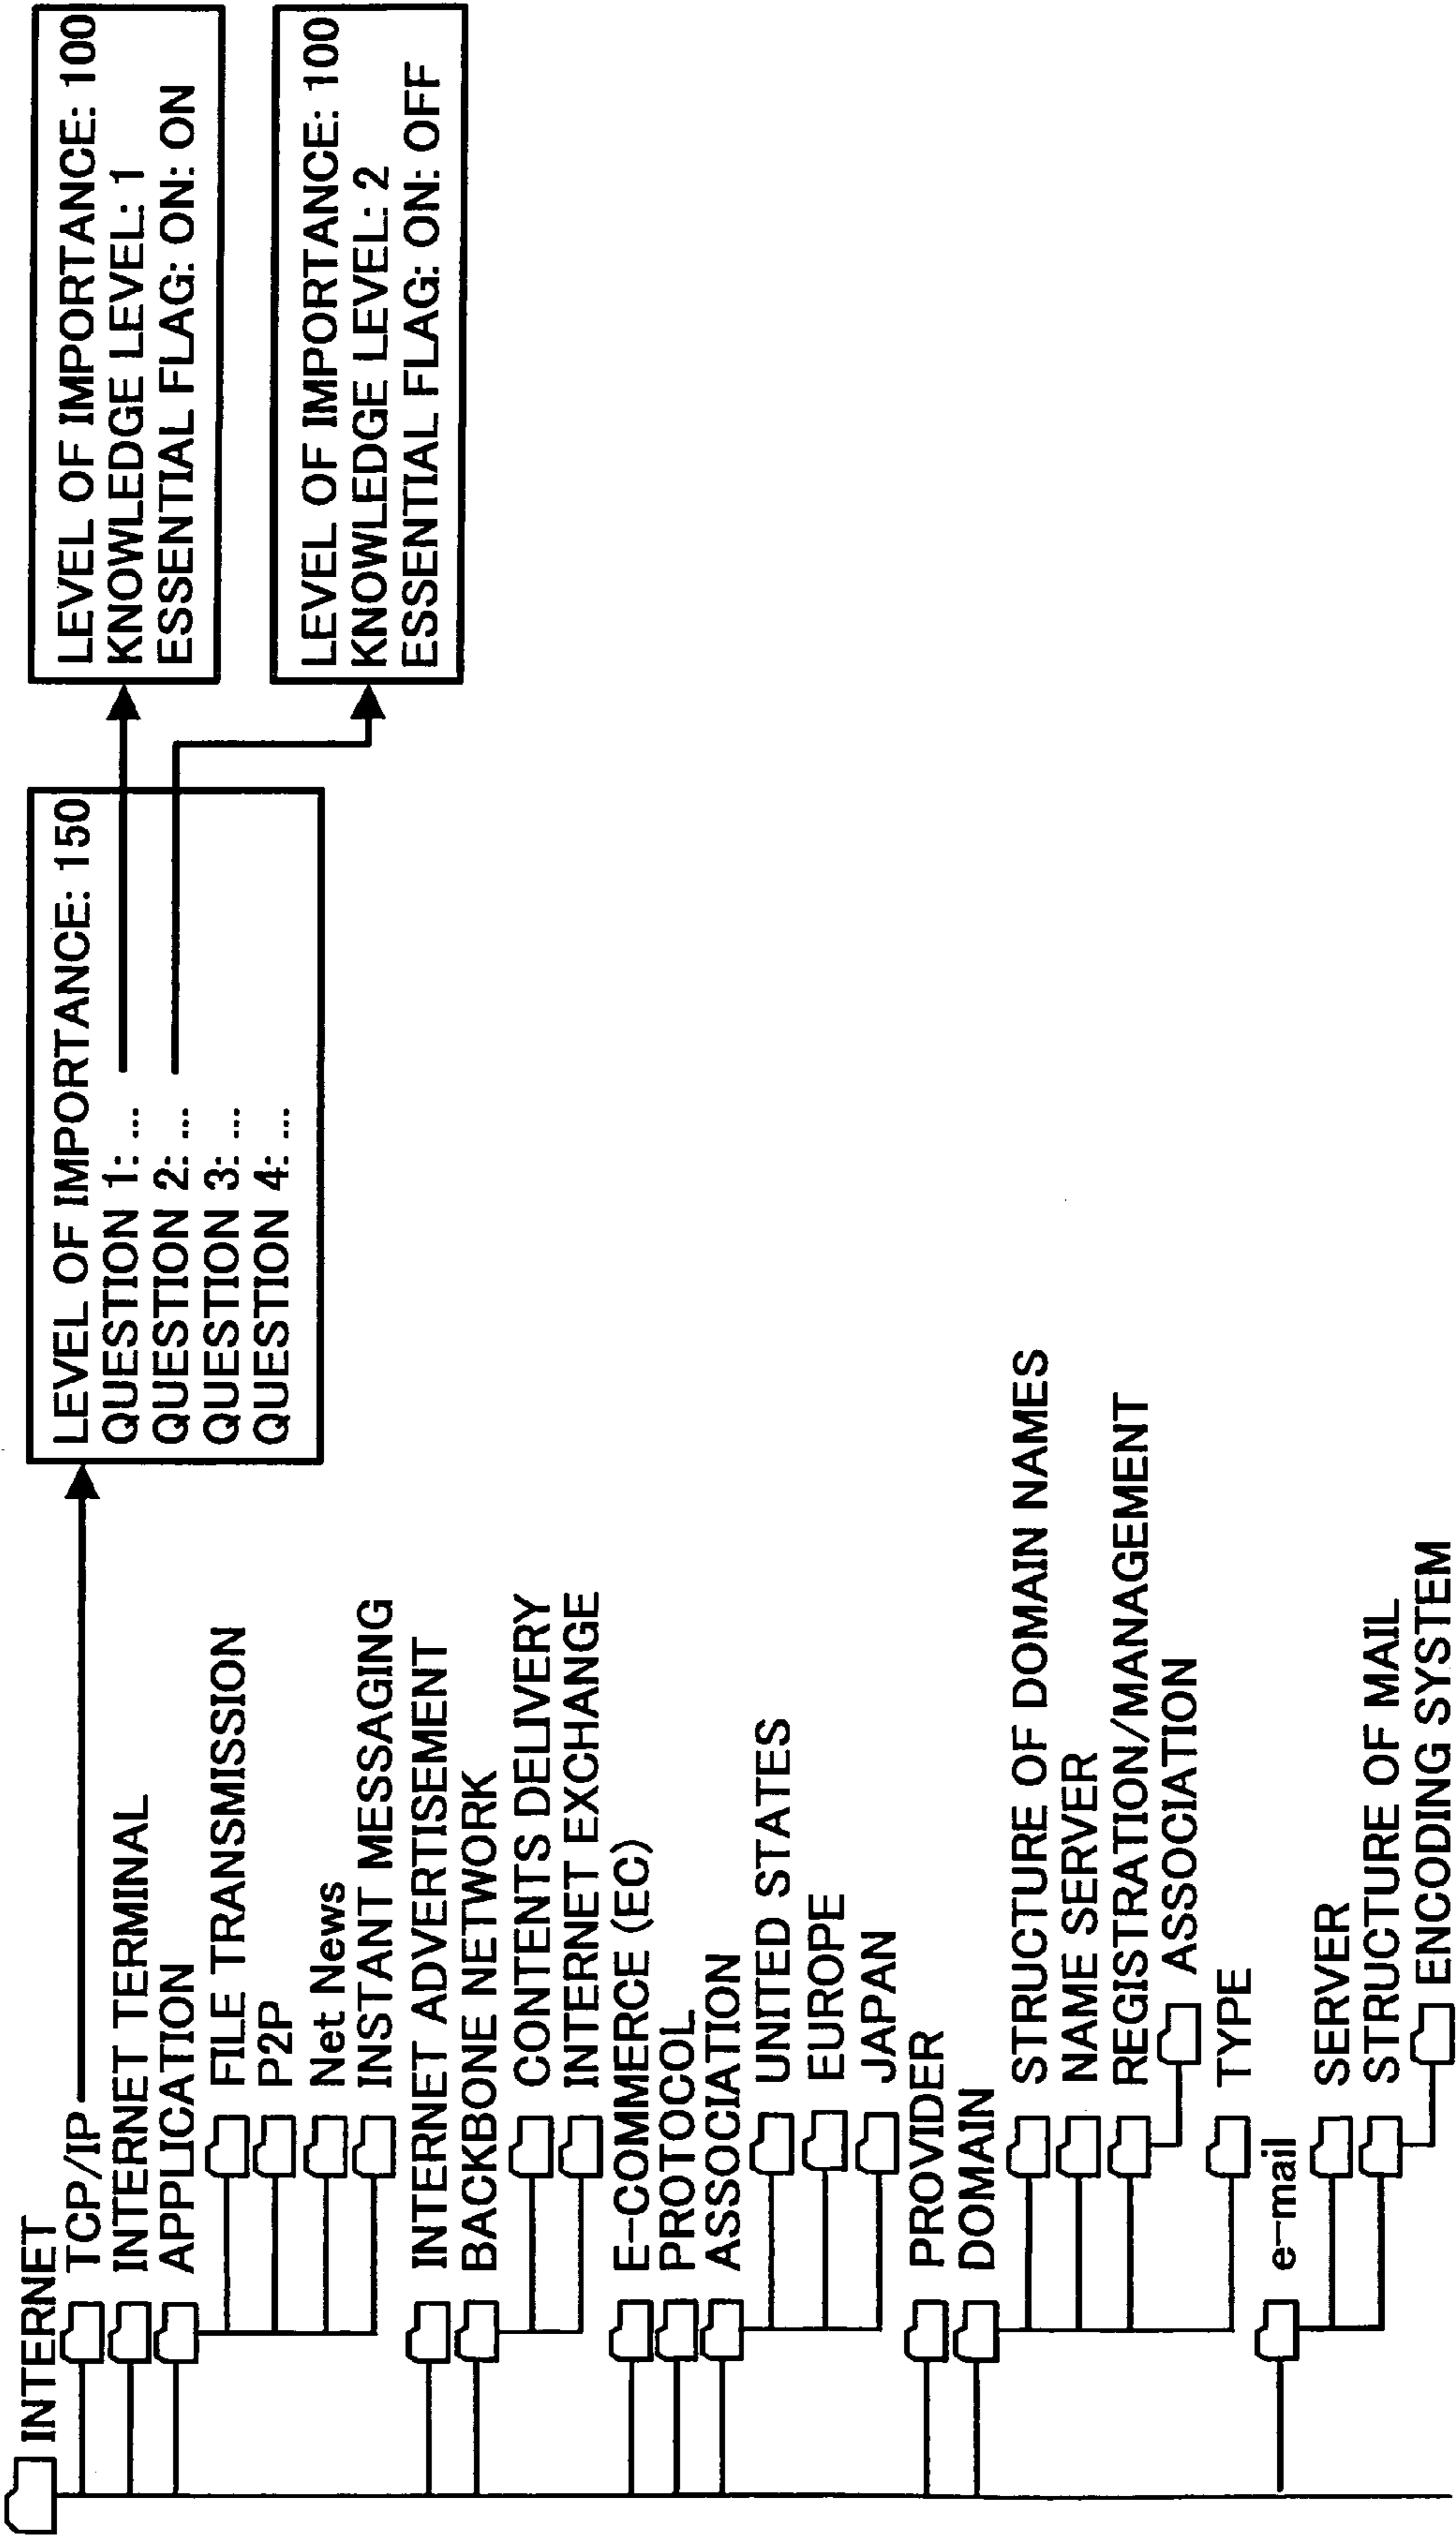 INTERNET
TCP/IP
INTERNET TERMINAL
APPLICATION
FILE TRANSMISSION
P2P
Net News
INSTANT MESSAGING
INTERNET ADVERTISEMENT
BACKBONE NETWORK
CONTENTS DELIVERY
INTERNET EXCHANGE
E-COMMERCE (EC)
PROTOCOL
ASSOCIATION
UNITED STATES
EUROPE
JAPAN
PROVIDER
DOMAIN
STRUCTURE OF DOMAIN NAMES
NAME SERVER
REGISTRATION/MANAGEMENT
ASSOCIATION
TYPE
e-mail
SERVER
STRUCTURE OF MAIL
ENCODING SYSTEM
LEVEL OF IMPORTANCE: 150
QUESTION 1: ...
QUESTION 2: ...
QUESTION 3: ...
QUESTION 4: ...
LEVEL OF IMPORTANCE: 100
KNOWLEDGE LEVEL: 1
ESSENTIAL FLAG: ON: ON
LEVEL OF IMPORTANCE: 100
KNOWLEDGE LEVEL: 2
ESSENTIAL FLAG: ON: OFF